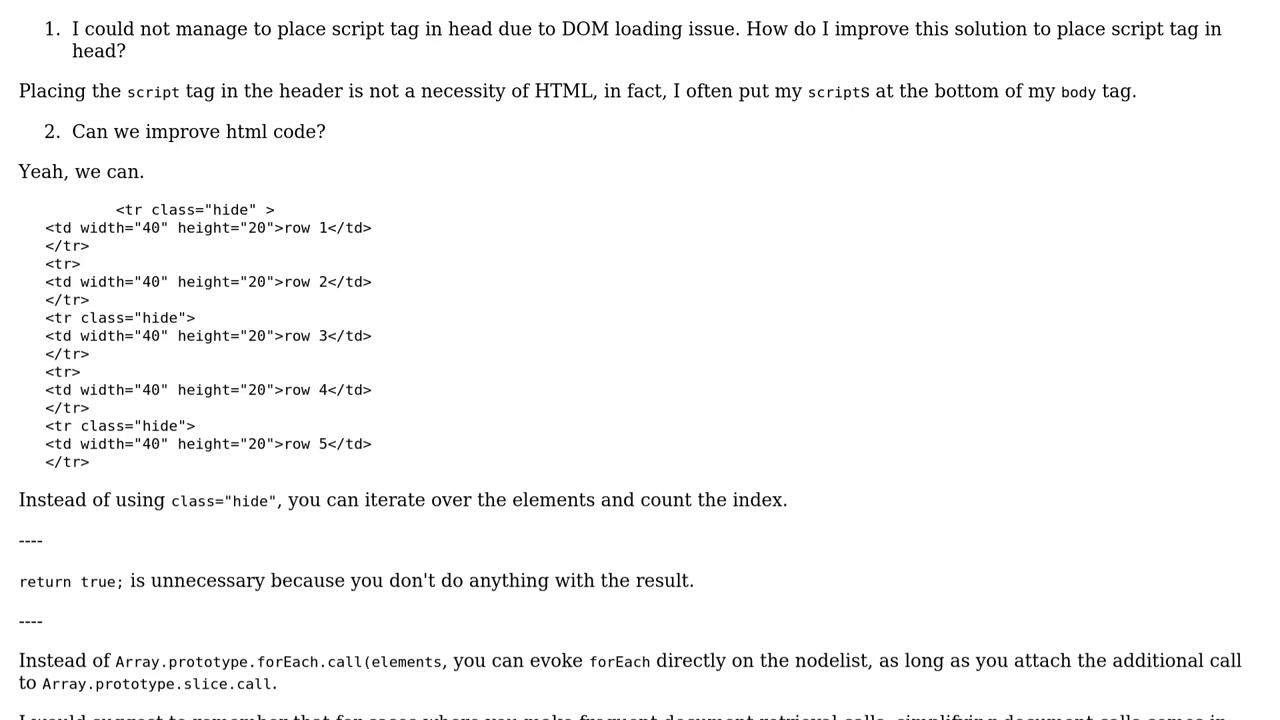 1. I could not manage to place script tag in head due to DOM loading issue. How do I improve this solution to place script tag in
head?
Placing the script tag in the header is not a necessity of HTML, in fact, I often put my scripts at the bottom of my body tag.
2. Can we improve html code?
Yeah, we can.
<tr class="hide" >
<td width="40" height="20">row 1</td>
</tr>
<tr>
<td width="40" height="20">row 2</td>
</tr>
<tr class="hide">
<td width="40" height="20">row 3</td>
</tr>
<tr>
<td width="40" height="20">row 4</td>
</tr>
<tr class="hide">
<td width="40" height="20">row 5</td>
</tr>
Instead of using class="hide", you can iterate over the elements and count the index.
----
return true; is unnecessary because you don't do anything with the result.
----
Instead of Array.prototype.forEach.call(elements, you can evoke forEach directly on the nodelist, as long as you attach the additional call
to Array.prototype.slice.call.